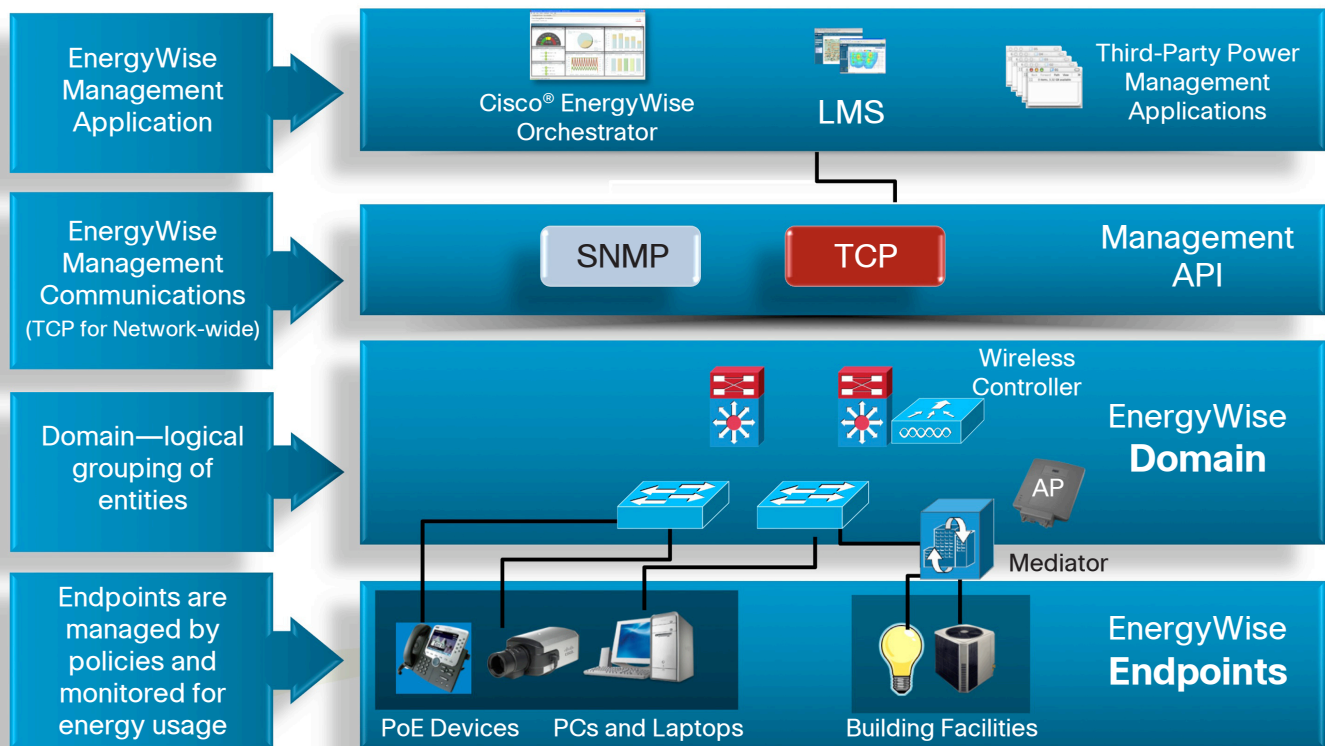 EnergyWise
Management
Application
Cisco® EnergyWise
Orchestrator
LMS
Third-Party Power
Management
Applications
EnergyWise
Management
Communications
(TCP for Network-wide)
SNMP
TCP
Management
API
Domain—logical
grouping of
entities
Wireless
Controller
EnergyWise
Domain
AP
Mediator
Endpoints are
managed by
policies and
monitored for
energy usage
PoE Devices
PCs and Laptops
Building Facilities
EnergyWise
Endpoints